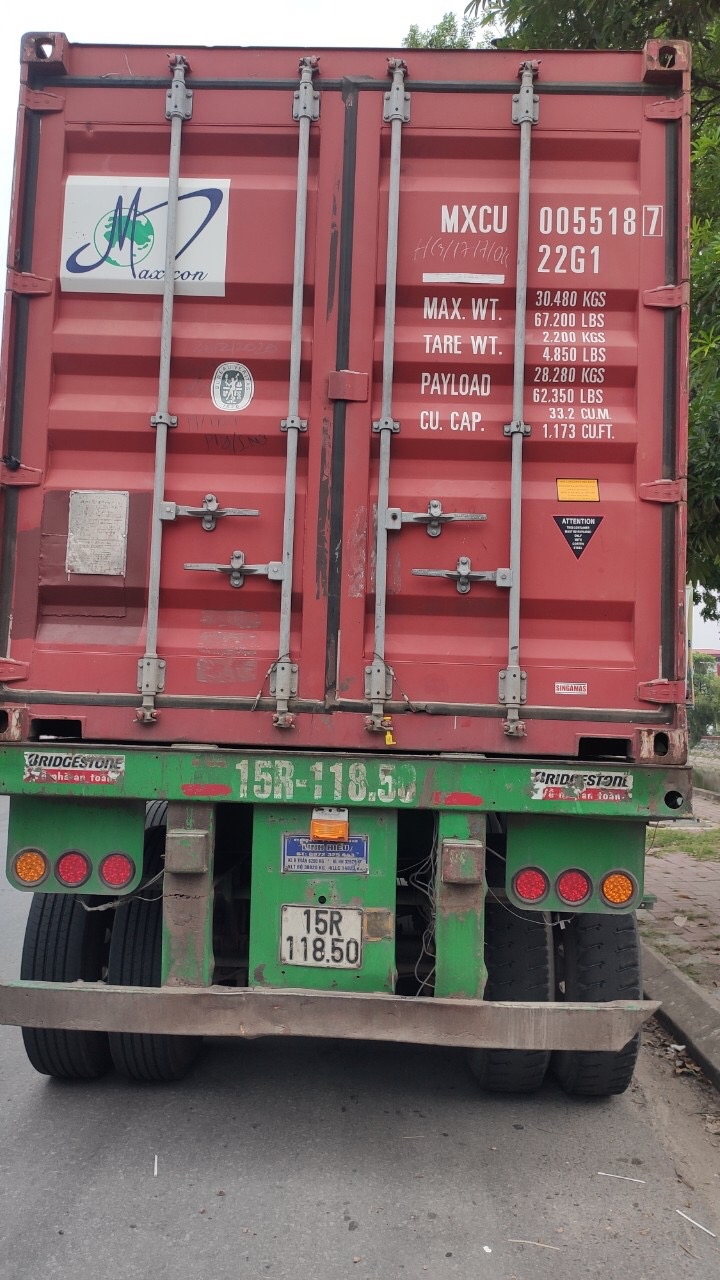 Maxicon
MXCU 005518 7
22G1
MAX. WT. 30.480 KGS
67.200 LBS
TARE WT. 2.200 KGS
4.850 LBS
PAYLOAD 28.280 KGS
62.350 LBS
CU. CAP. 33.2 CU.M.
1.173 CU.FT.
ATTENTION
SINGAMAS
BRIDGESTONE
15R-118.50
BRIDGESTONE
15R
118.50